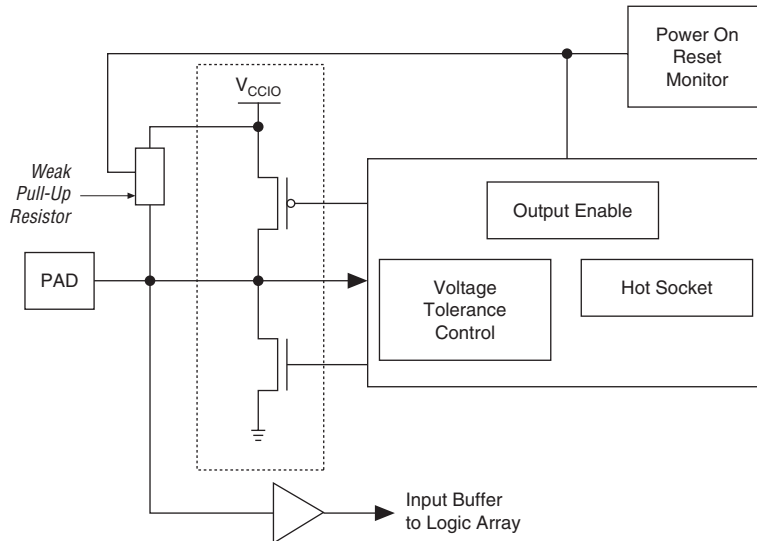 Power On
Reset
Monitor
V_CCIO
Weak
Pull-Up
Resistor
Output Enable
PAD
Voltage
Tolerance
Control
Hot Socket
Input Buffer
to Logic Array